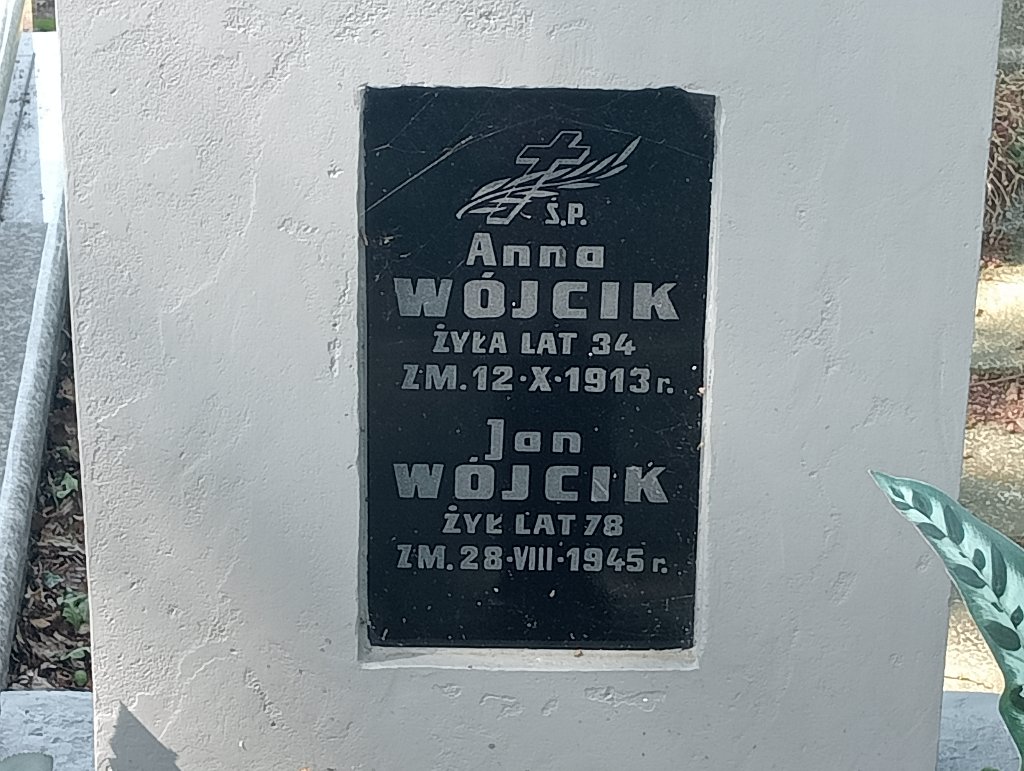 Ś.P.
Anna
WÓJCIK
ŻYŁA LAT 34
ZM. 12·X·1913 r.
Jan
WÓJCIK
ŻYŁ LAT 78
ZM. 28·VIII·1945 r.